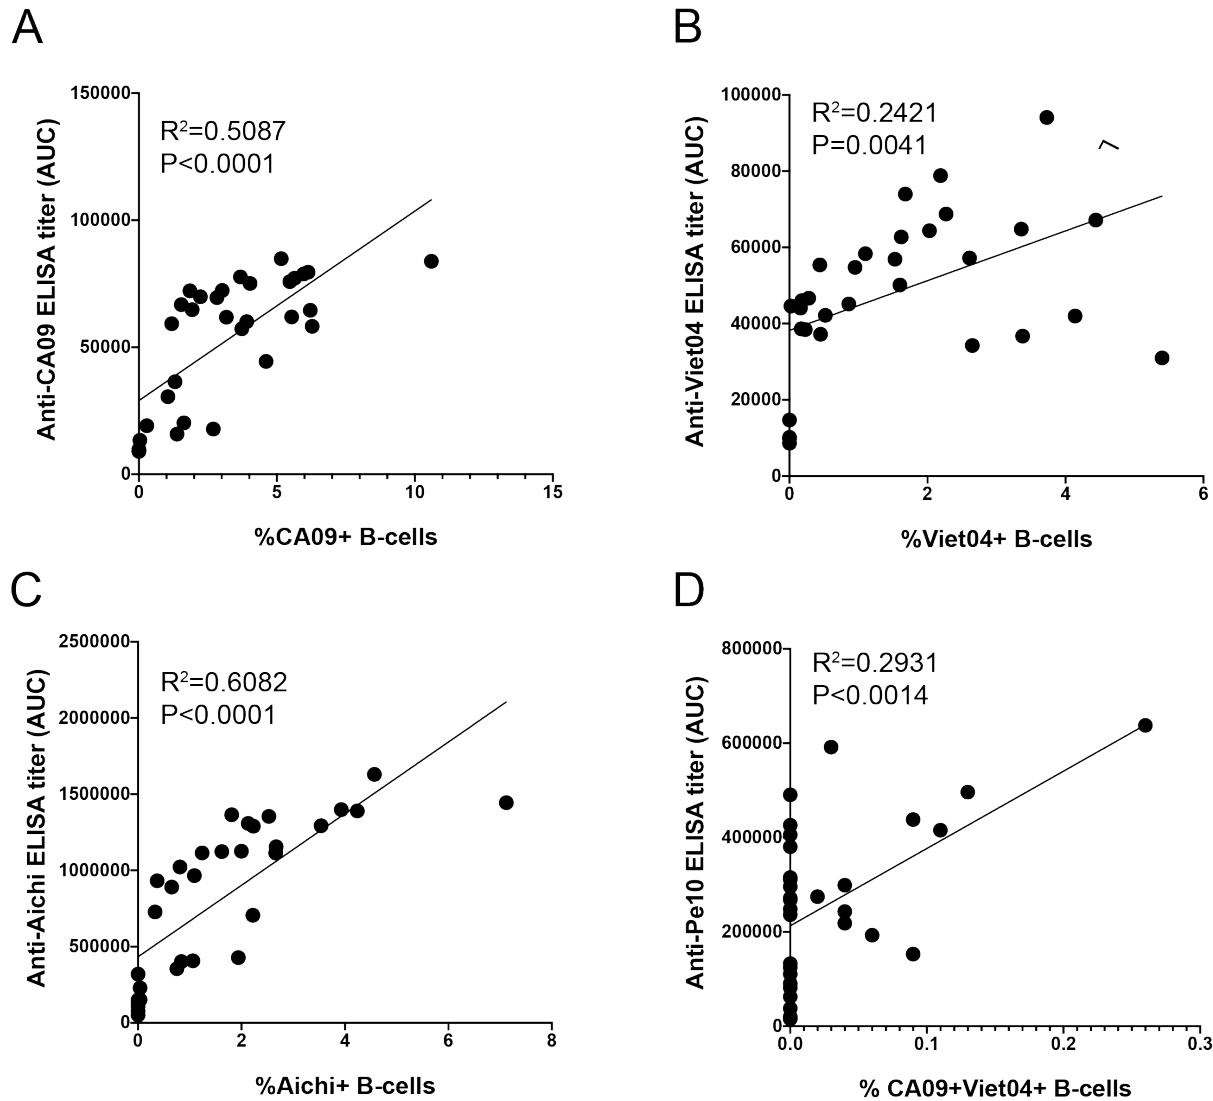 A
150000
100000
50000
0
R²=0.5087
P<0.0001
Anti-CA09 ELISA titer (AUC)
0 5 10 15
%CA09+ B-cells
B
100000
80000
60000
40000
20000
0
R²=0.2421
P=0.0041
Anti-Viet04 ELISA titer (AUC)
0 2 4 6
%Viet04+ B-cells
C
2500000
2000000
1500000
1000000
500000
0
R²=0.6082
P<0.0001
Anti-Aichi ELISA titer (AUC)
0 2 4 6 8
%Aichi+ B-cells
D
800000
600000
400000
200000
0
R²=0.2931
P<0.0014
Anti-Pe10 ELISA titer (AUC)
0.0 0.1 0.2 0.3
% CA09+Viet04+ B-cells